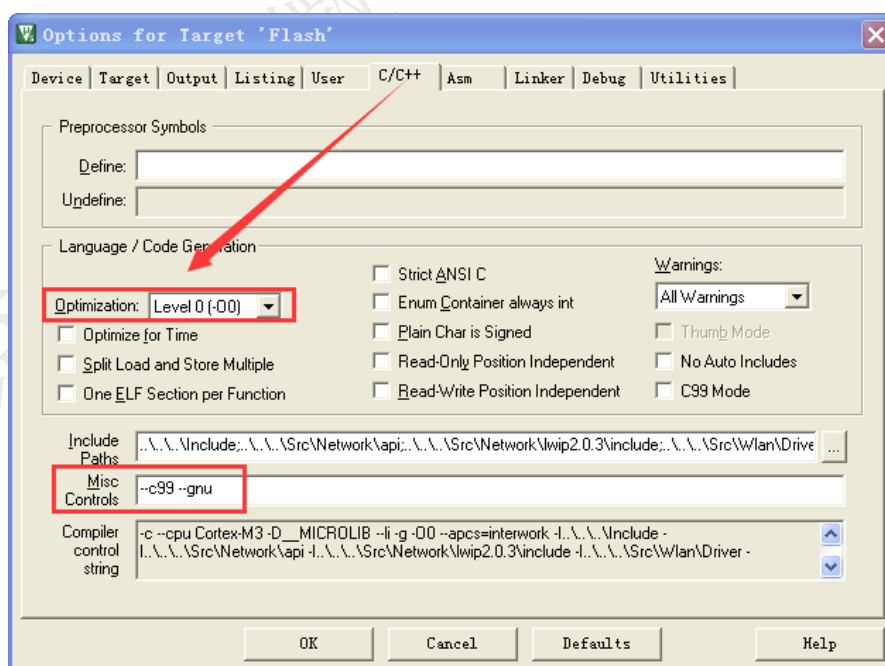 Options for Target 'Flash'
Device Target Output Listing User C/C++ Asm Linker Debug Utilities
Preprocessor Symbols
Define:
Undefine:
Language / Code Generation
Optimization: Level 0 (-O0)
Optimize for Time
Split Load and Store Multiple
One ELF Section per Function
Strict ANSI C
Enum Container always int
Plain Char is Signed
Read-Only Position Independent
Read-Write Position Independent
Warnings:
All Warnings
Thumb Mode
No Auto Includes
C99 Mode
Include
Paths
..\..\..\Include;..\..\..\Src\Network\api;..\..\..\Src\Network\lwip2.0.3\include;..\..\..\Src\Wlan\Drive
...
Misc
Controls
--c99 --gnu
Compiler
control
string
-c --cpu Cortex-M3 -D__MICROLIB --li -g -O0 --apcs=interwork -I..\..\..\Include -
I..\..\..\Src\Network\api -I..\..\..\Src\Network\lwip2.0.3\include -I..\..\..\Src\Wlan\Driver -
OK Cancel Defaults Help